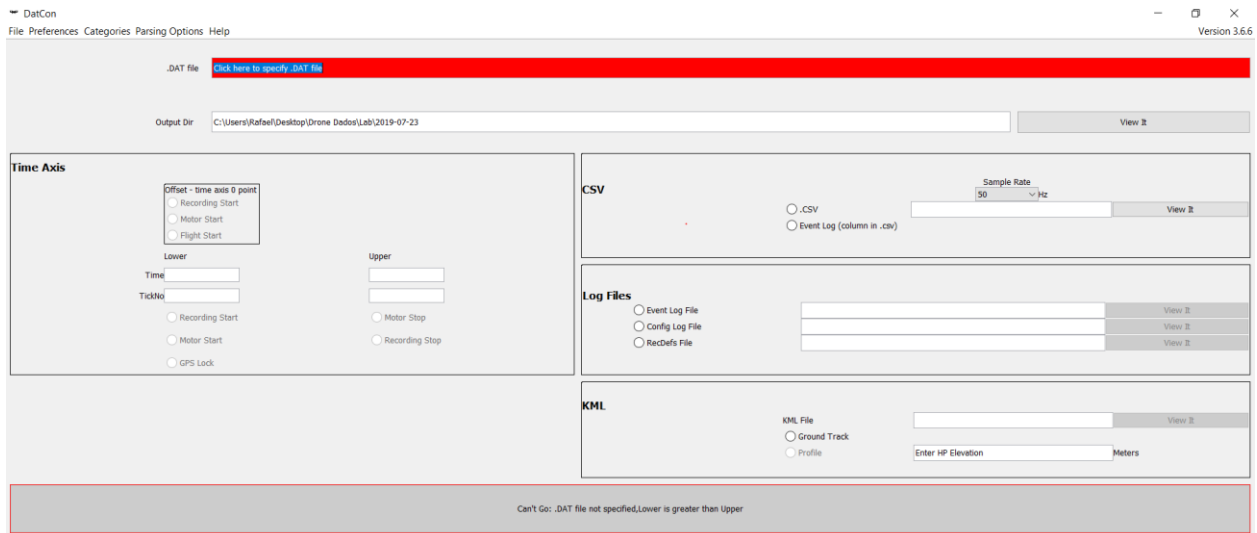 DatCon
File Preferences Categories Parsing Options Help
Version 3.6.6
.DAT file Click here to specify .DAT file
Output Dir C:\Users\Rafael\Desktop\Drone Dados\Lab\2019-07-23 View It
Time Axis
Offset - time axis 0 point
Recording Start
Motor Start
Flight Start
Lower Upper
Time
TickNo
Recording Start Motor Stop
Motor Start Recording Stop
GPS Lock
CSV
Sample Rate
50 Hz
.CSV View It
Event Log (column in .csv)
Log Files
Event Log File View It
Config Log File View It
RecDefs File View It
KML
KML File View It
Ground Track
Profile Enter HP Elevation Meters
Can't Go: .DAT file not specified,Lower is greater than Upper